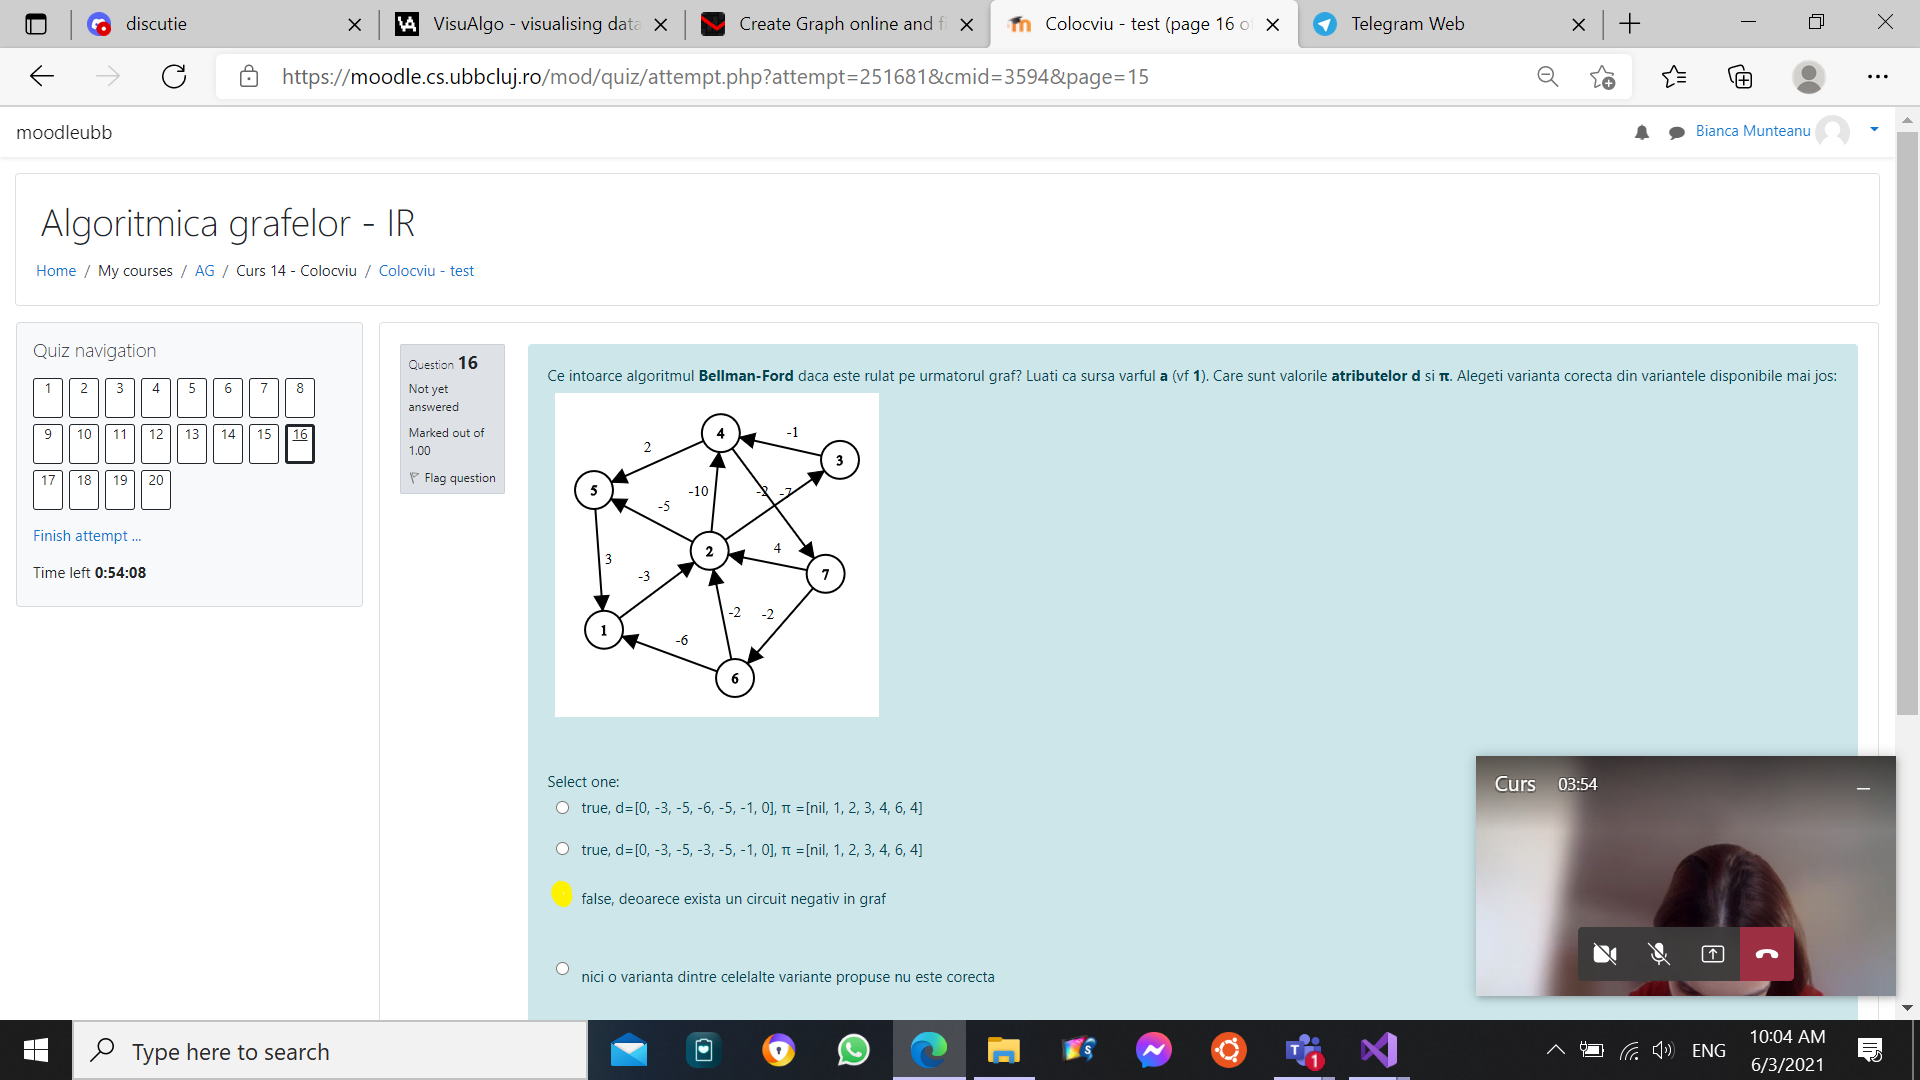 discutie
VisuAlgo - visualising data
Create Graph online and fi
Colocviu - test (page 16 o
Telegram Web
https://moodle.cs.ubbcluj.ro/mod/quiz/attempt.php?attempt=251681&cmid=3594&page=15
moodleubb
Bianca Munteanu
Algoritmica grafelor - IR
Home / My courses / AG / Curs 14 - Colocviu / Colocviu - test
Quiz navigation
1 2 3 4 5 6 7 8
9 10 11 12 13 14 15 16
17 18 19 20
Finish attempt ...
Time left 0:54:08
Question 16
Not yet
answered
Marked out of
1.00
Flag question
Ce intoarce algoritmul Bellman-Ford daca este rulat pe urmatorul graf? Luati ca sursa varful a (vf 1). Care sunt valorile atributelor d si π. Alegeti varianta corecta din variantele disponibile mai jos:
4
-1
2
3
5
-10
-2
-7
-5
2
4
3
7
-3
-2
-2
1
-6
6
Select one:
true, d=[0, -3, -5, -6, -5, -1, 0], π =[nil, 1, 2, 3, 4, 6, 4]
true, d=[0, -3, -5, -3, -5, -1, 0], π =[nil, 1, 2, 3, 4, 6, 4]
false, deoarece exista un circuit negativ in graf
nici o varianta dintre celelalte variante propuse nu este corecta
Curs 03:54
Type here to search
1
ENG
10:04 AM
6/3/2021